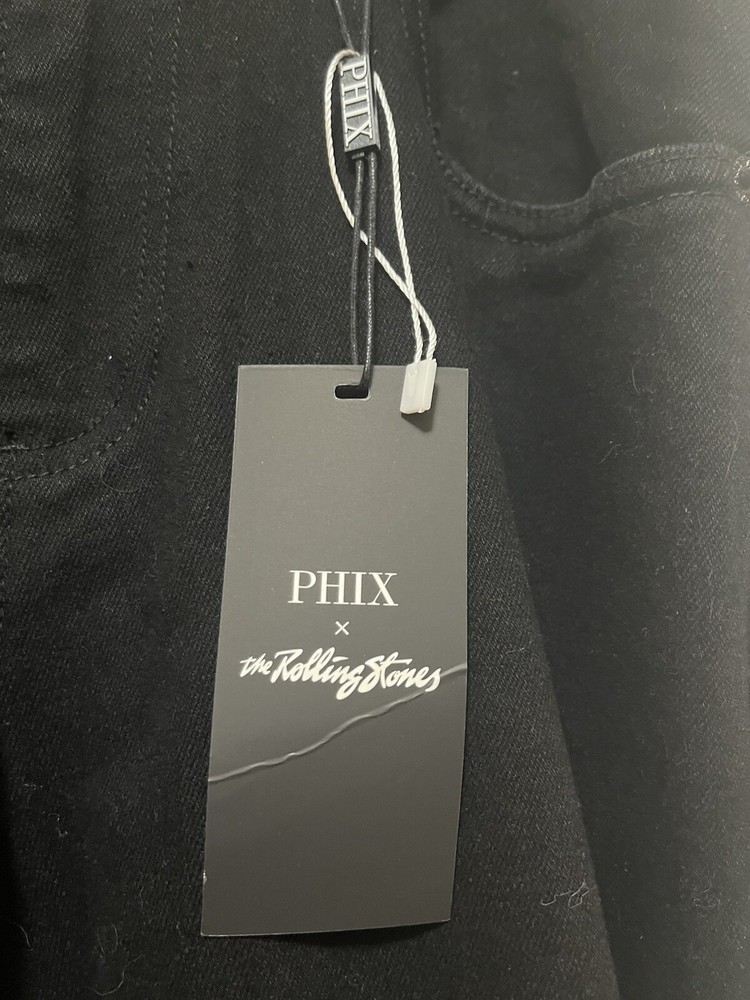 PHIX
PHIX
×
the Rolling Stones